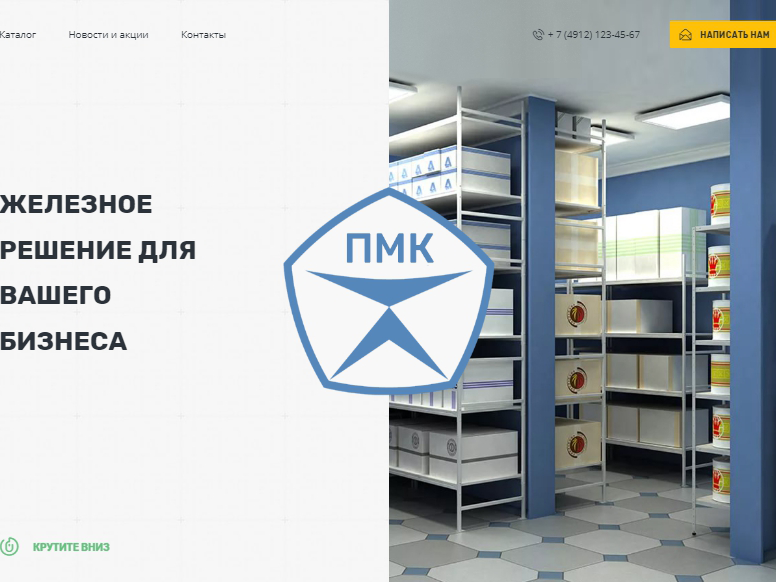 Каталог Новости и акции Контакты + 7 (4912) 123-45-67 НАПИСАТЬ НАМ
ЖЕЛЕЗНОЕ
РЕШЕНИЕ ДЛЯ
ВАШЕГО
БИЗНЕСА
ПМК
КРУТИТЕ ВНИЗ